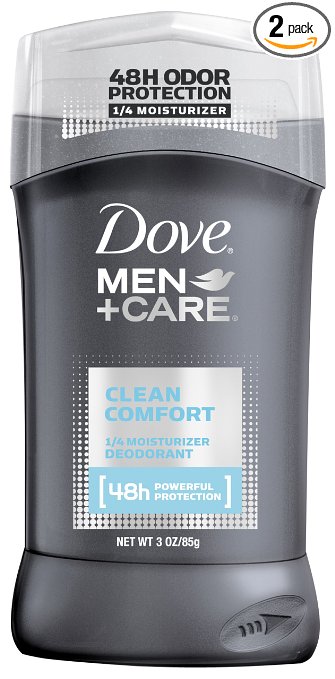 2 pack
48H ODOR
PROTECTION
1/4 MOISTURIZER
Dove®
MEN
+CARE®
CLEAN
COMFORT
1/4 MOISTURIZER
DEODORANT
[48h POWERFUL PROTECTION]
NET WT 3 OZ/85g